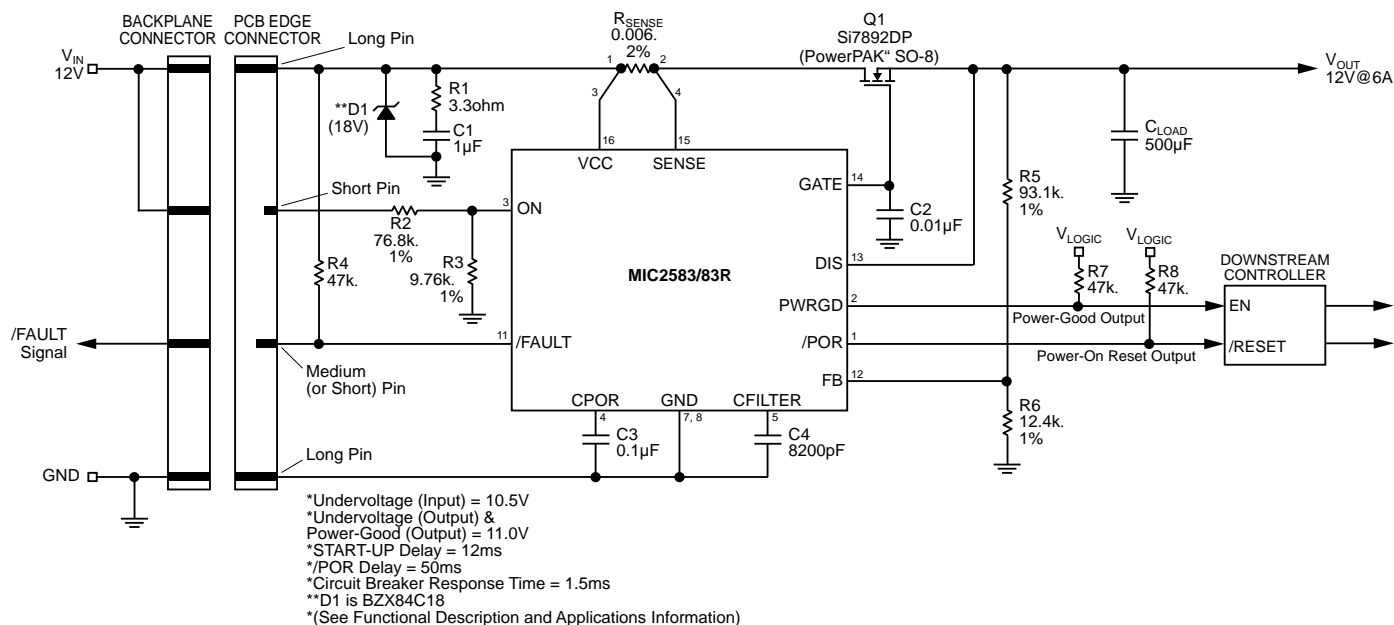 BACKPLANE
CONNECTOR
PCB EDGE
CONNECTOR
Long Pin
VIN
12V
RSENSE
0.006.
2%
1
2
3
4
Q1
Si7892DP
(PowerPAK“ SO-8)
VOUT
12V@6A
**D1
(18V)
R1
3.3ohm
C1
1µF
16
15
VCC
SENSE
CLOAD
500µF
Short Pin
R2
76.8k.
1%
3
ON
GATE
14
C2
0.01µF
R5
93.1k
1%
R4
47k.
R3
9.76k.
1%
MIC2583/83R
DIS
13
VLOGIC
VLOGIC
R7
47k.
R8
47k.
DOWNSTREAM
CONTROLLER
PWRGD
2
Power-Good Output
EN
/FAULT
Signal
11
/FAULT
/POR
1
Power-On Reset Output
/RESET
Medium
(or Short) Pin
FB
12
CPOR
GND
CFILTER
4
7, 8
5
R6
12.4k.
1%
C3
0.1µF
C4
8200pF
Long Pin
GND
*Undervoltage (Input) = 10.5V
*Undervoltage (Output) &
Power-Good (Output) = 11.0V
*START-UP Delay = 12ms
*/POR Delay = 50ms
*Circuit Breaker Response Time = 1.5ms
**D1 is BZX84C18
*(See Functional Description and Applications Information)